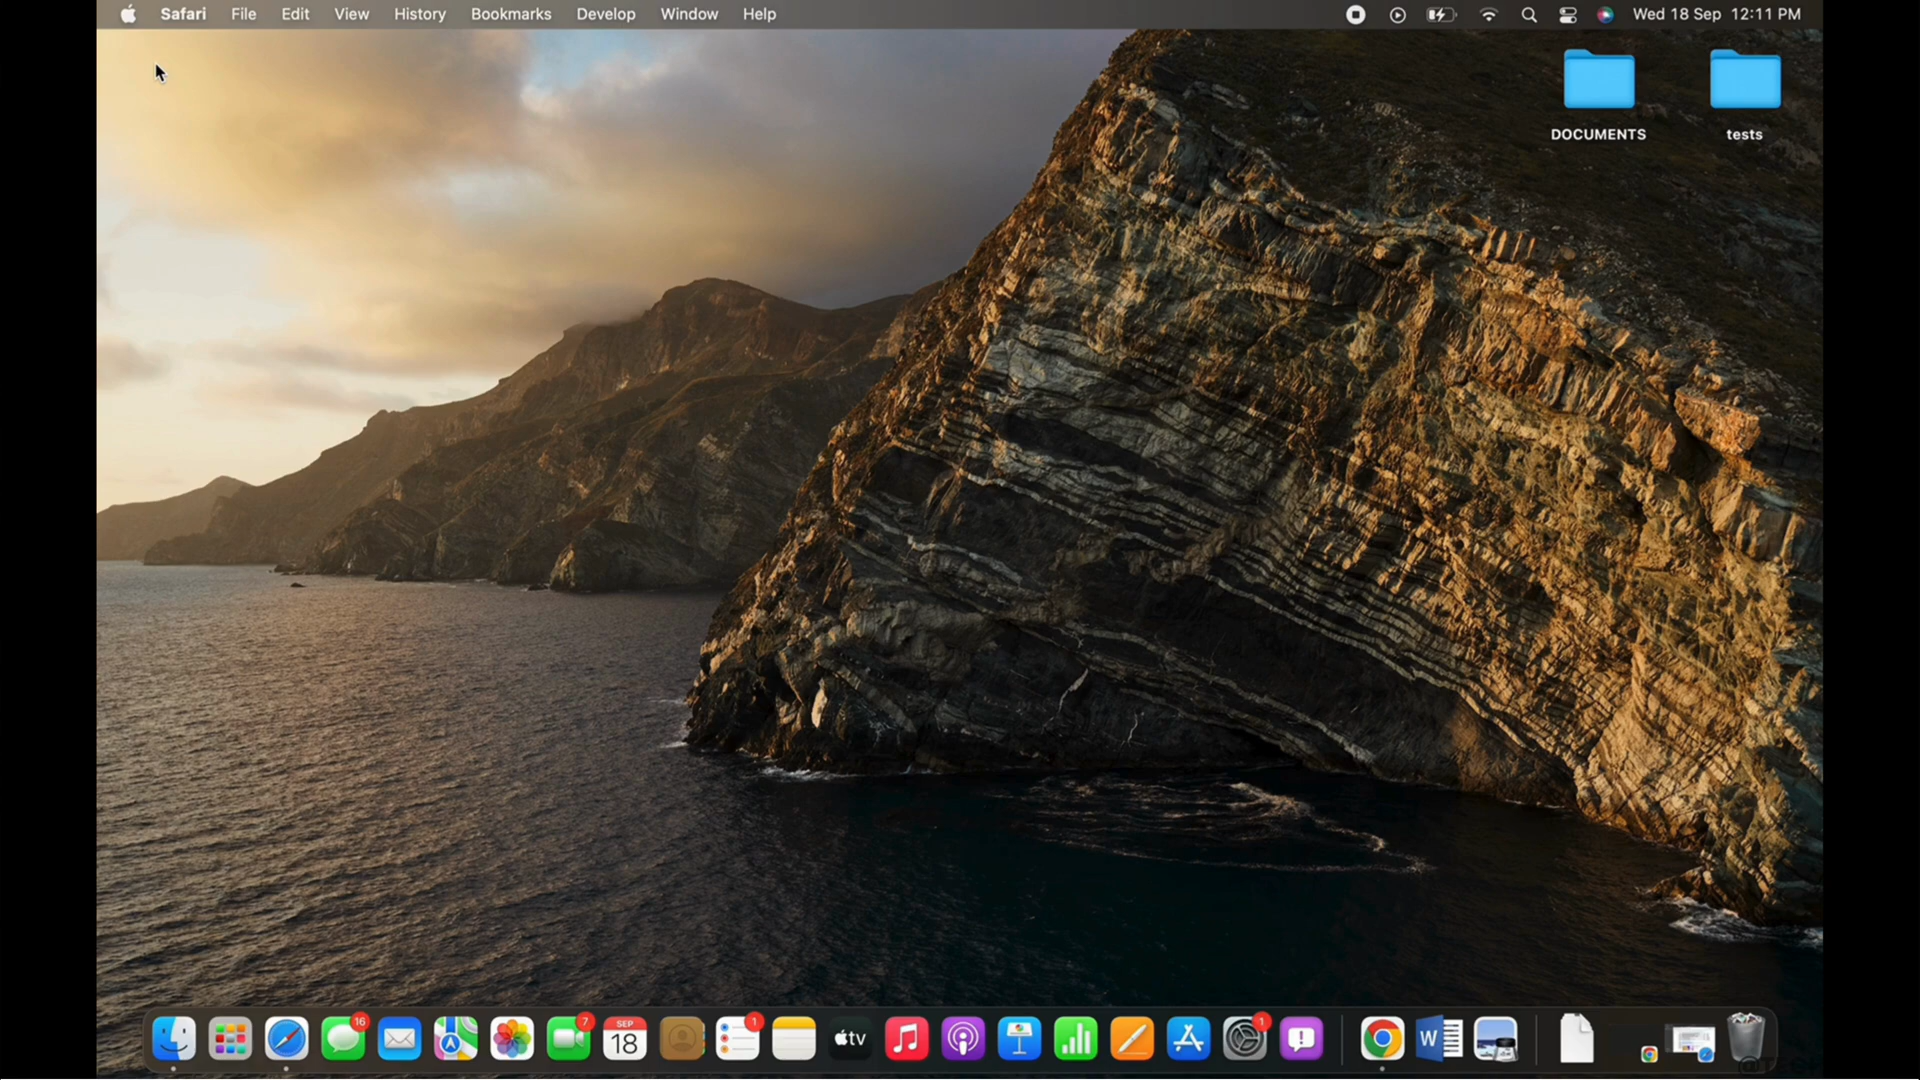 Safari File Edit View History Bookmarks Develop Window Help Wed 18 Sep 12:11 PM
DOCUMENTS tests
16 7 SEP 18 1 tv 1 W